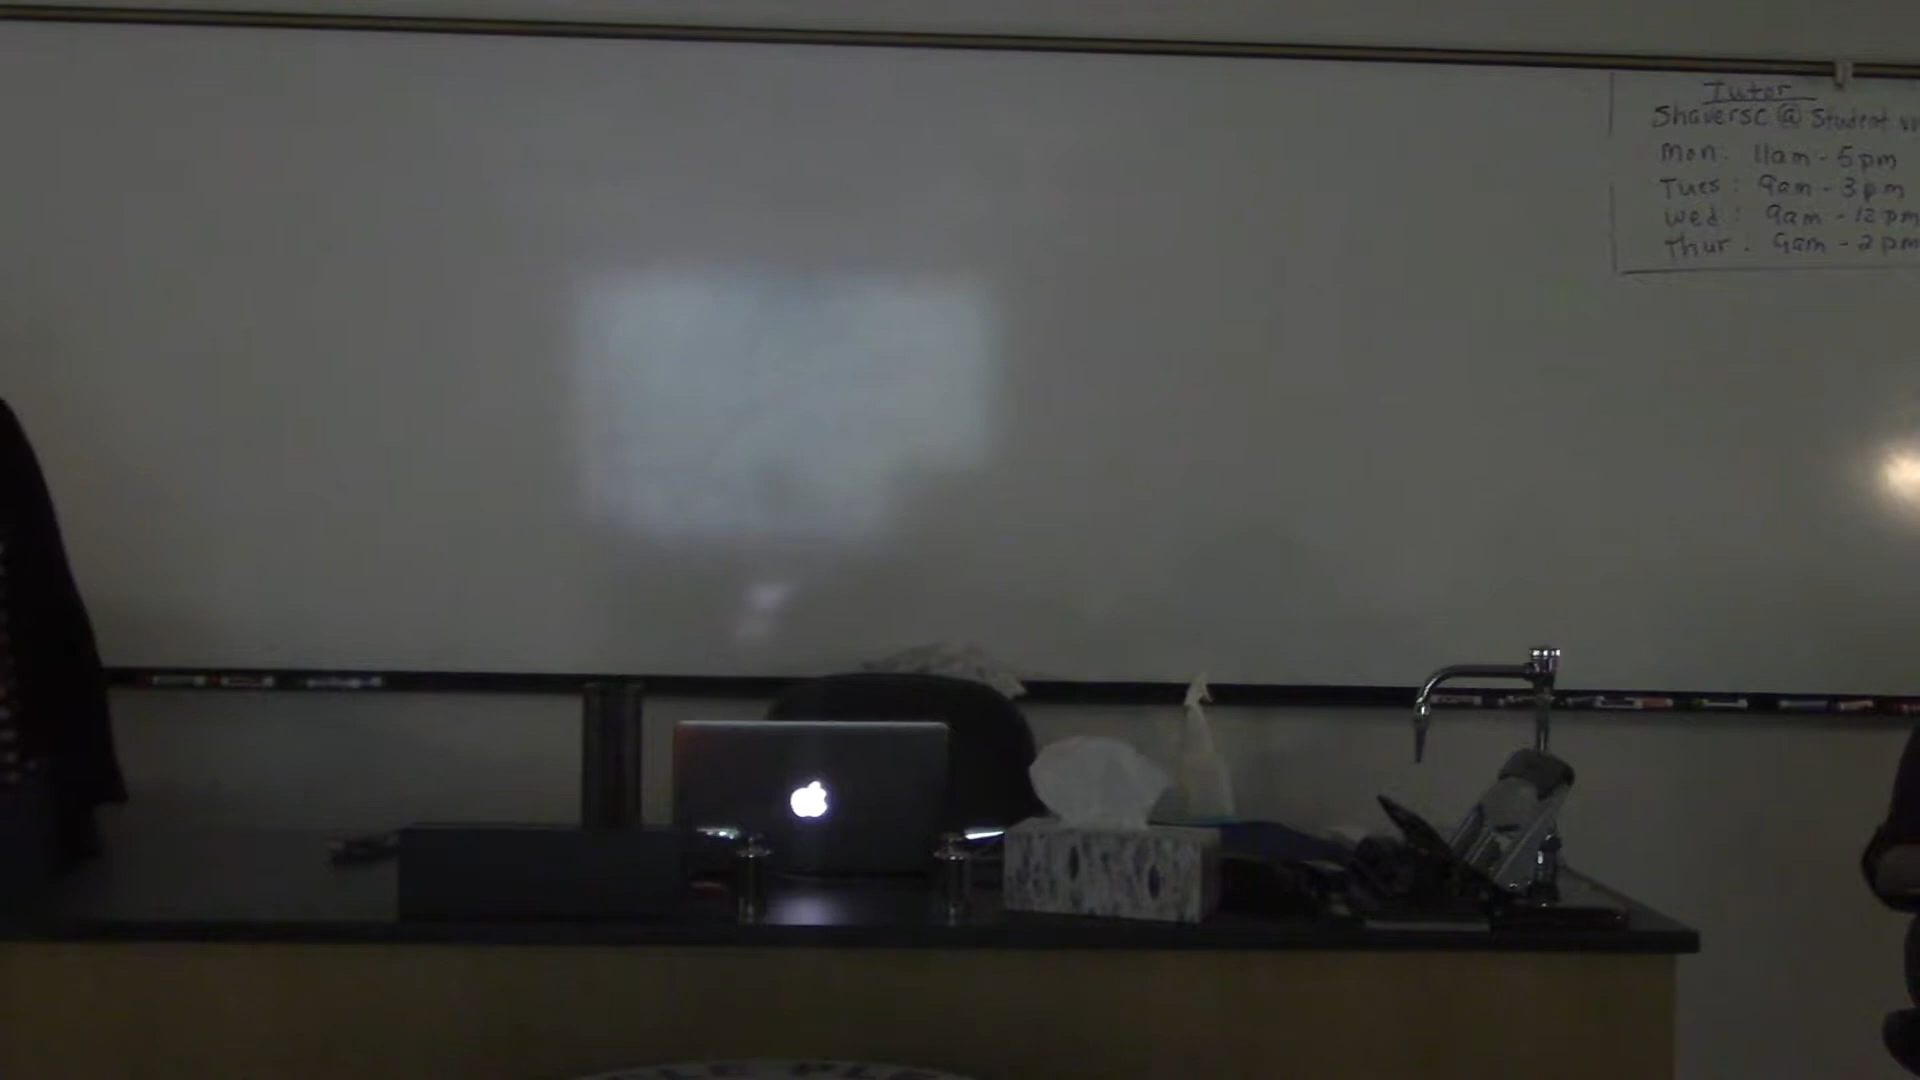 Tutor
Shaversc @ Student
Mon: 11am - 5pm
Tues: 9am - 3pm
Wed: 9am - 12pm
Thur. 9am - 2pm